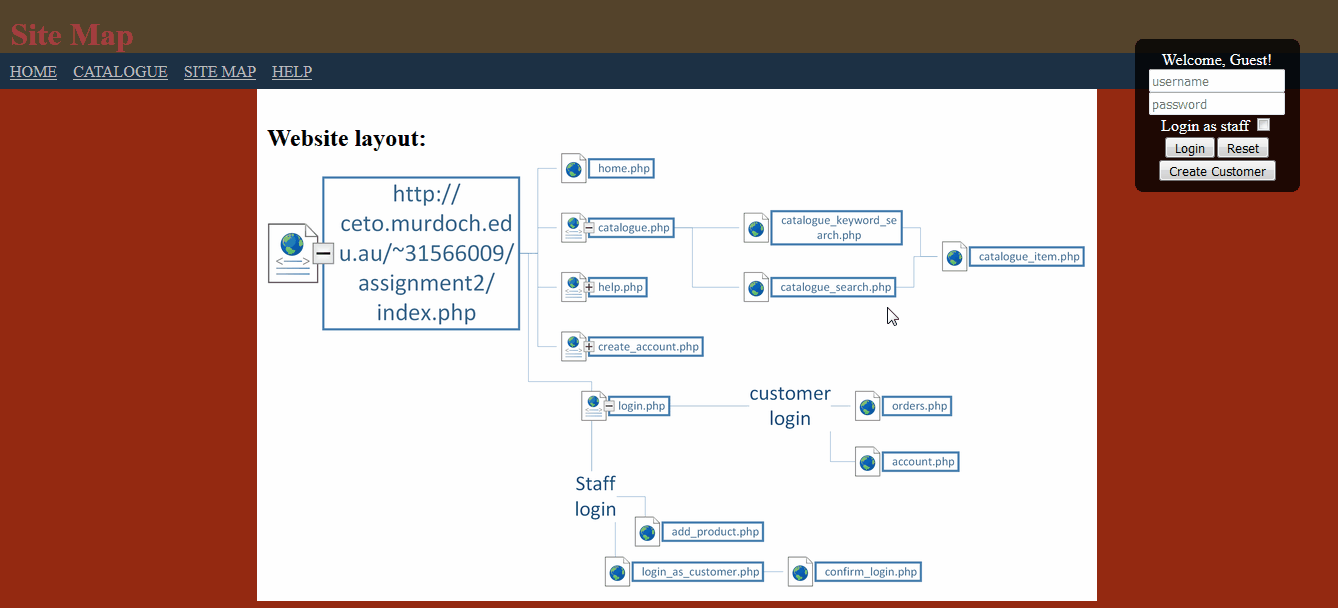 Site Map
HOME CATALOGUE SITE MAP HELP
Welcome, Guest!
username
password
Login as staff
Login Reset
Create Customer
Website layout:
http://
ceto.murdoch.ed
u.au/~31566009/
assignment2/
index.php
home.php
catalogue.php
catalogue_keyword_se
arch.php
catalogue_item.php
help.php
catalogue_search.php
create_account.php
login.php
customer
login
orders.php
account.php
Staff
login
add_product.php
login_as_customer.php
confirm_login.php